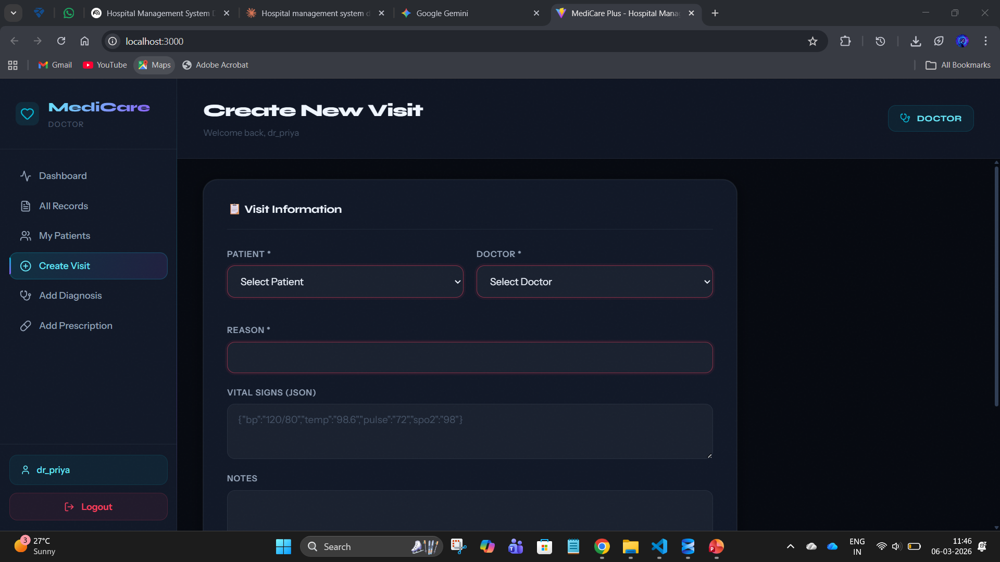 Hospital Management System D
Hospital management system d
Google Gemini
MediCare Plus - Hospital Mana
localhost:3000
Gmail
YouTube
Maps
Adobe Acrobat
All Bookmarks
MediCare
DOCTOR
Create New Visit
Welcome back, dr_priya
DOCTOR
Dashboard
All Records
My Patients
Create Visit
Add Diagnosis
Add Prescription
📋 Visit Information
PATIENT *
DOCTOR *
Select Patient
Select Doctor
REASON *
VITAL SIGNS (JSON)
{"bp":"120/80","temp":"98.6","pulse":"72","spo2":"98"}
NOTES
dr_priya
Logout
3
27°C
Sunny
Search
ENG
IN
11:46
06-03-2026